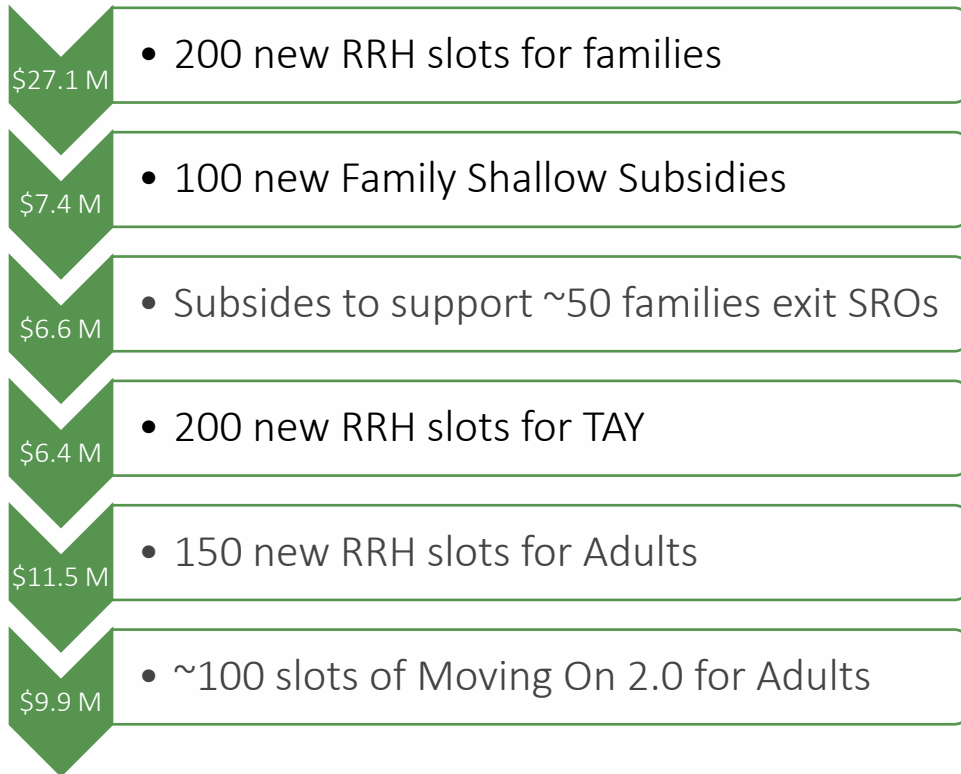 $27.1 M
• 200 new RRH slots for families
$7.4 M
• 100 new Family Shallow Subsidies
$6.6 M
• Subsides to support ~50 families exit SROs
$6.4 M
• 200 new RRH slots for TAY
$11.5 M
• 150 new RRH slots for Adults
$9.9 M
• ~100 slots of Moving On 2.0 for Adults